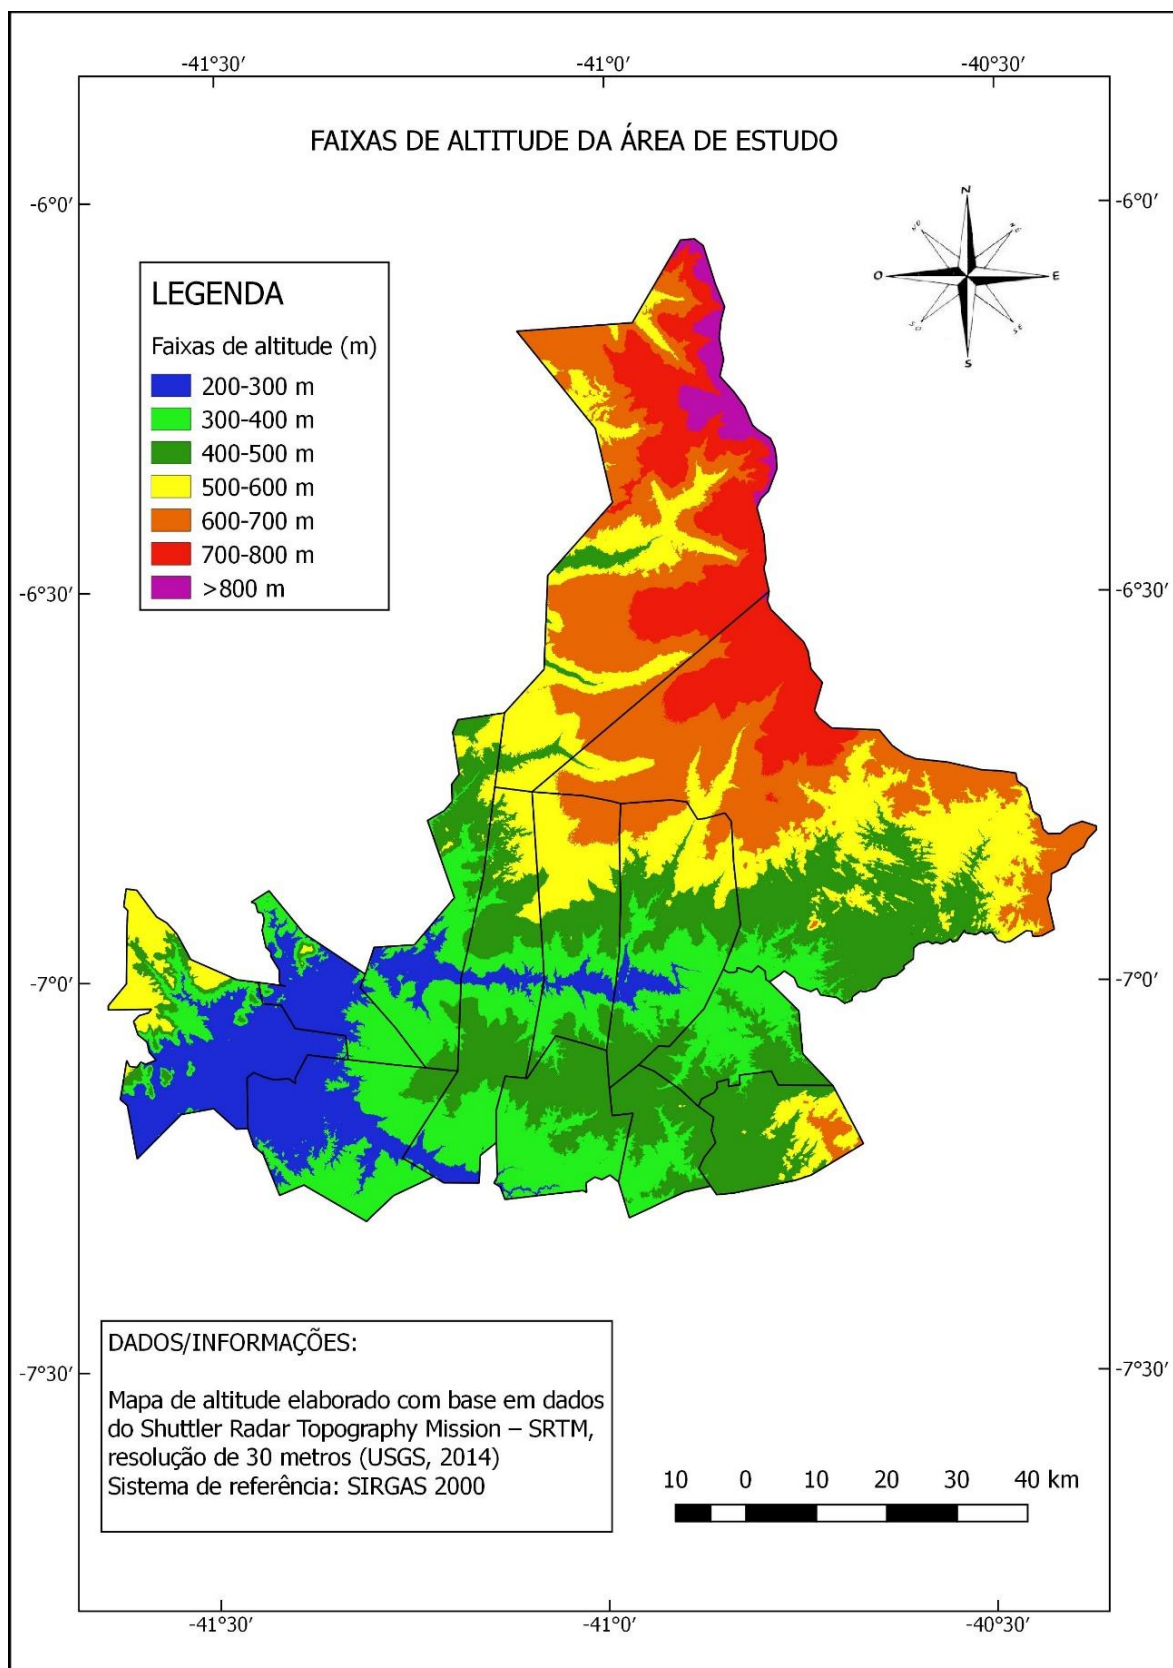 -41°30'
-41°0'
-40°30'
FAIXAS DE ALTITUDE DA ÁREA DE ESTUDO
-6°0'
-6°0'
N
NO
NE
O
E
SO
SE
S
LEGENDA
Faixas de altitude (m)
200-300 m
300-400 m
400-500 m
500-600 m
600-700 m
700-800 m
>800 m
-6°30'
-6°30'
-7°0'
-7°0'
-7°30'
-7°30'
DADOS/INFORMAÇÕES:
Mapa de altitude elaborado com base em dados
do Shuttler Radar Topography Mission – SRTM,
resolução de 30 metros (USGS, 2014)
Sistema de referência: SIRGAS 2000
10 0 10 20 30 40 km
-41°30'
-41°0'
-40°30'